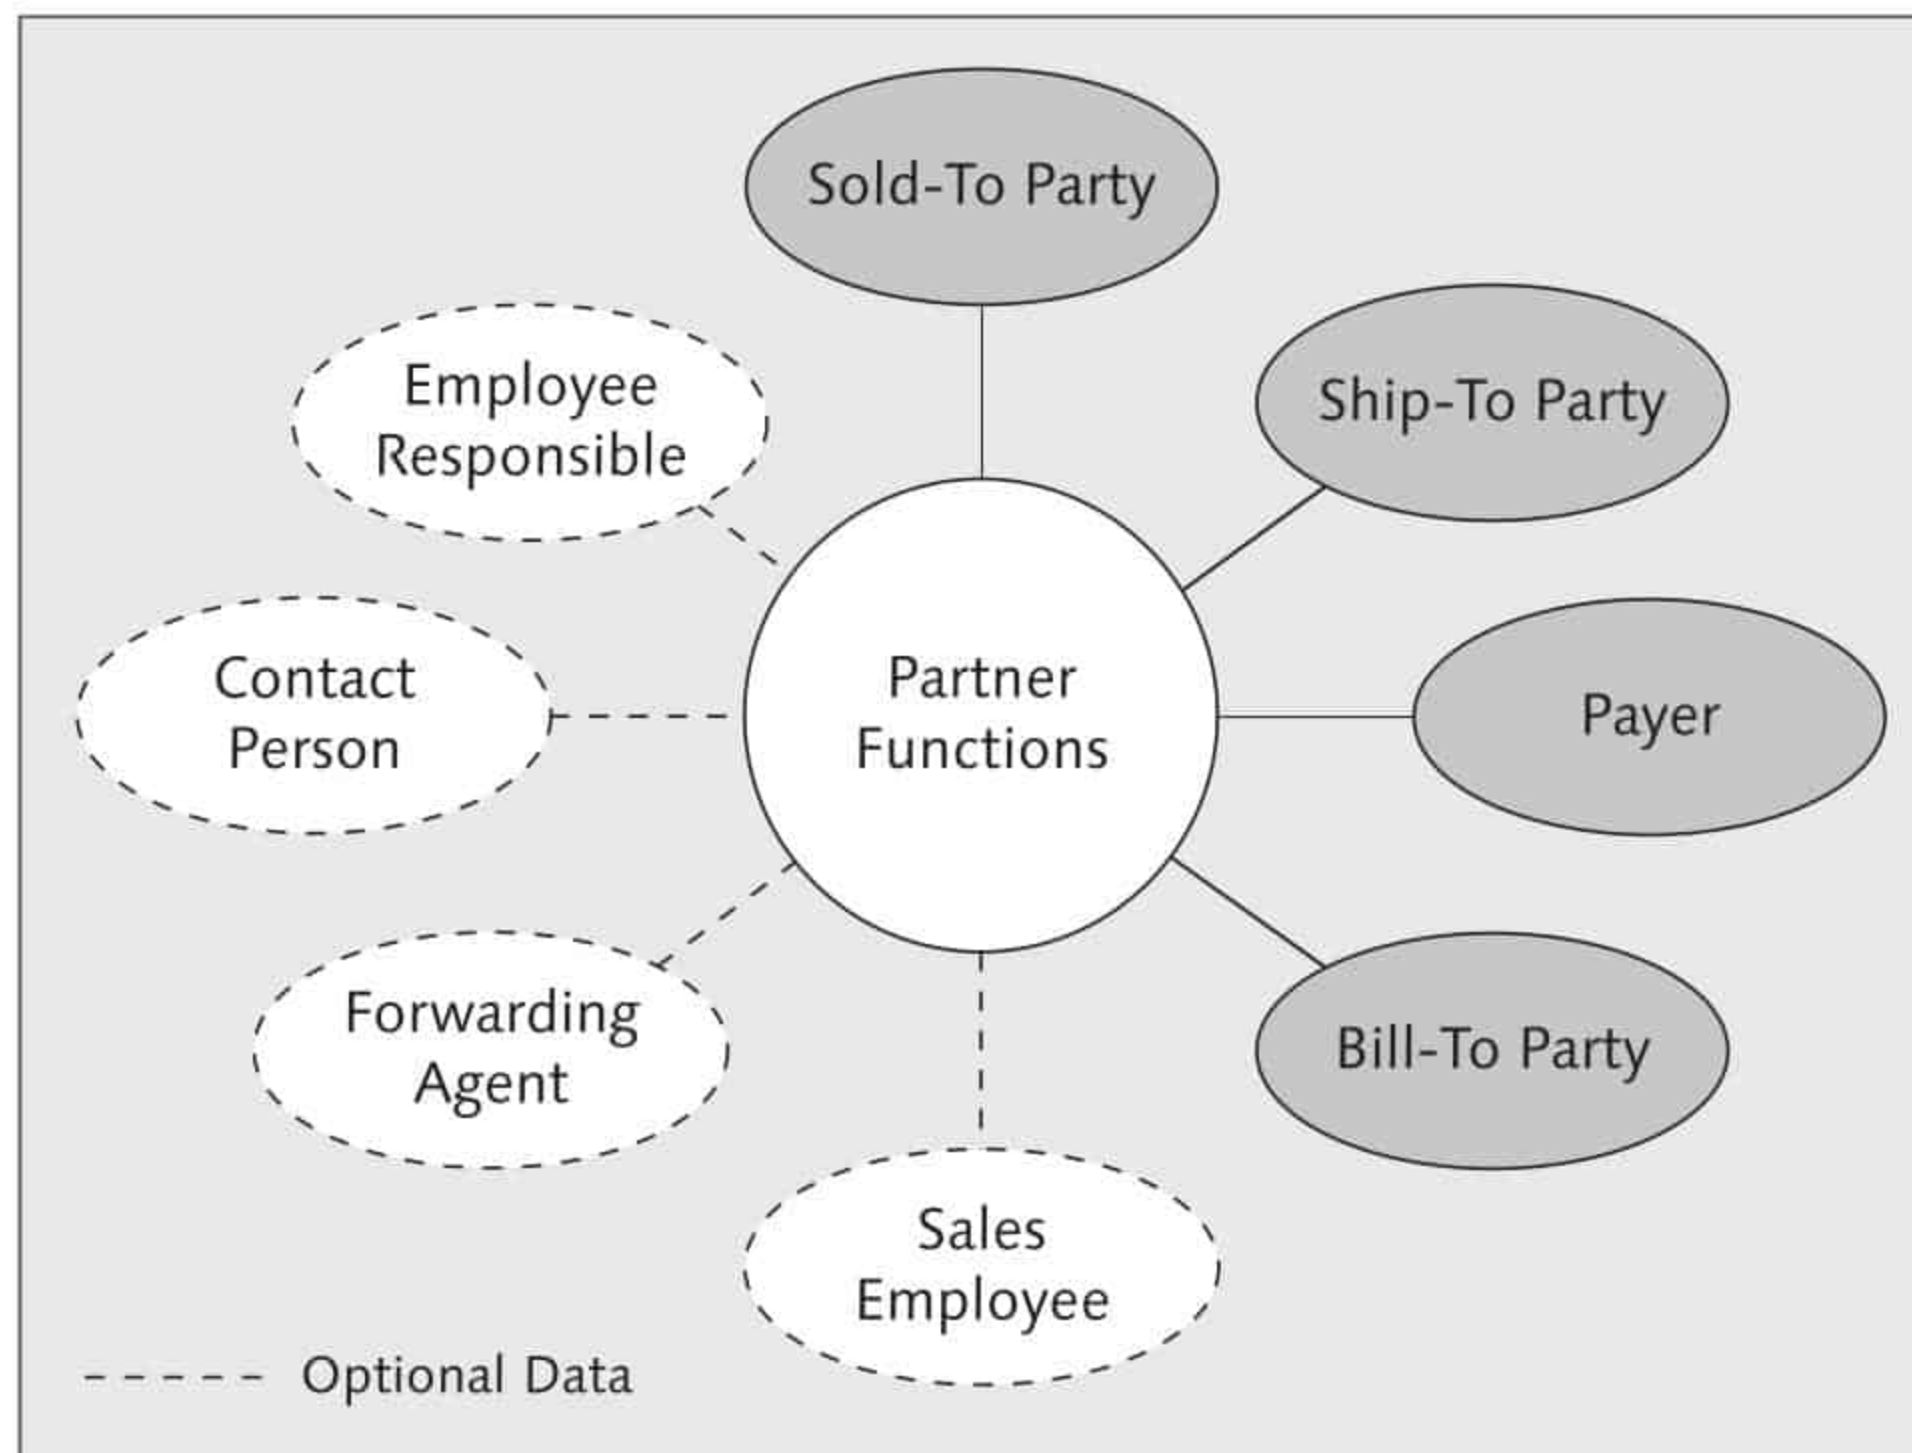 Sold-To Party
Ship-To Party
Employee
Responsible
Contact
Person
Partner
Functions
Payer
Forwarding
Agent
Bill-To Party
Sales
Employee
Optional Data